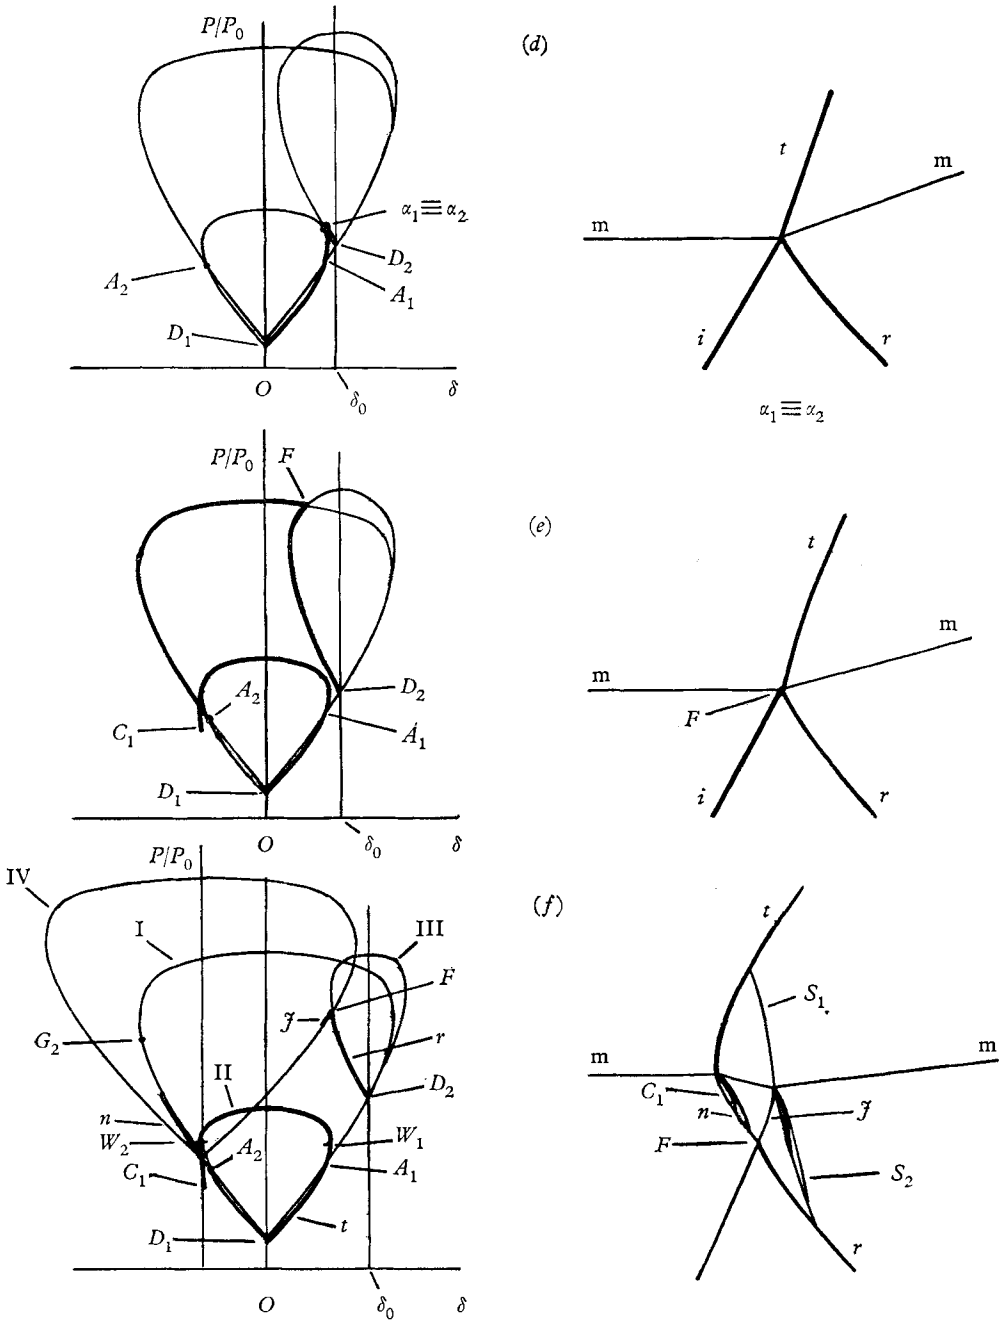 P/P₀
(d)
t
m
α₁≡α₂
m
D₂
A₂
A₁
D₁
i
r
O
δ₀
δ
α₁≡α₂
P/P₀
F
(e)
t
m
A₂
m
D₂
C₁
F
A₁
D₁
i
r
O
δ₀
δ
P/P₀
IV
(f)
t
I
III
F
S₁
J
G₂
r
m
m
II
D₂
C₁
n
n
J
W₂
W₁
A₂
F
C₁
A₁
S₂
t
D₁
r
O
δ₀
δ